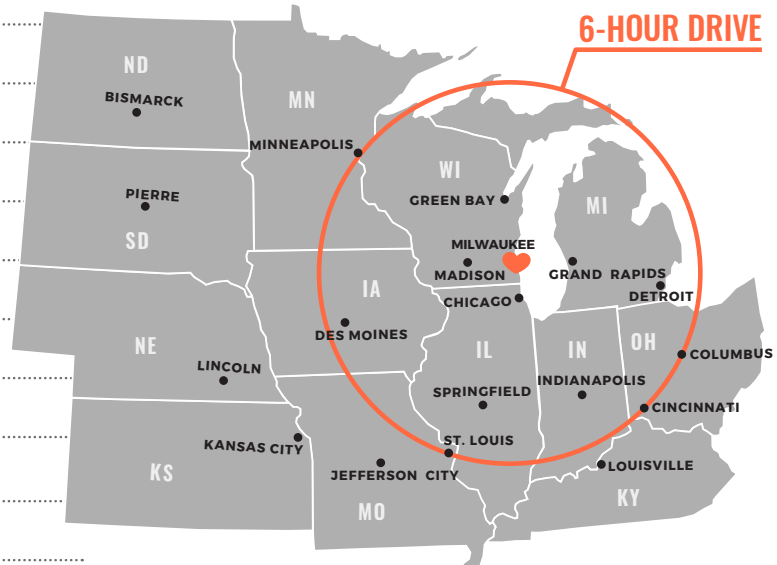 6-HOUR DRIVE
ND
BISMARCK
MN
MINNEAPOLIS
WI
PIERRE
GREEN BAY
MI
SD
MILWAUKEE
MADISON
GRAND RAPIDS
IA
DETROIT
CHICAGO
DES MOINES
NE
IL
IN
OH
COLUMBUS
LINCOLN
INDIANAPOLIS
SPRINGFIELD
CINCINNATI
KANSAS CITY
ST. LOUIS
KS
JEFFERSON CITY
LOUISVILLE
MO
KY